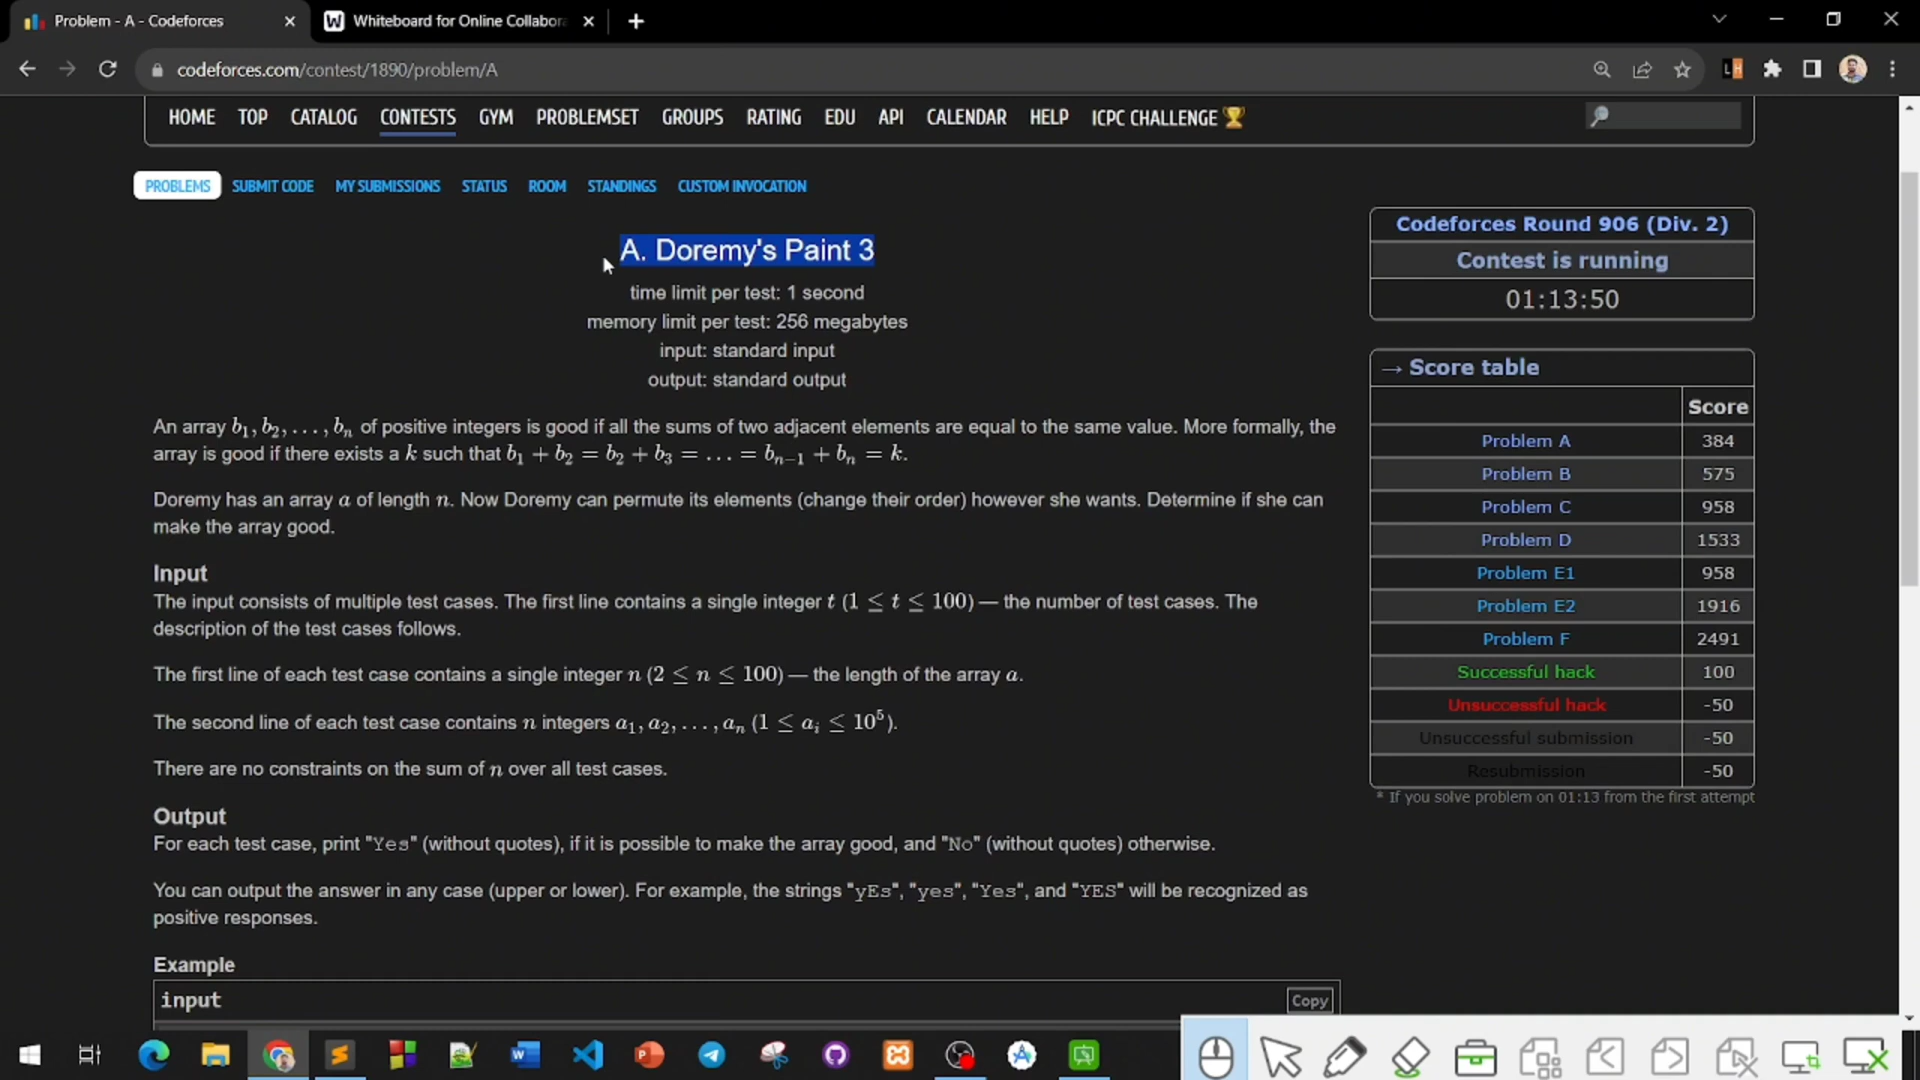 Problem - A - Codeforces
Whiteboard for Online Collabora
codeforces.com/contest/1890/problem/A
HOME TOP CATALOG CONTESTS GYM PROBLEMSET GROUPS RATING EDU API CALENDAR HELP ICPC CHALLENGE
PROBLEMS SUBMIT CODE MY SUBMISSIONS STATUS ROOM STANDINGS CUSTOM INVOCATION
A. Doremy's Paint 3
time limit per test: 1 second
memory limit per test: 256 megabytes
input: standard input
output: standard output
An array b₁, b₂, . . . , bₙ of positive integers is good if all the sums of two adjacent elements are equal to the same value. More formally, the
array is good if there exists a k such that b₁ + b₂ = b₂ + b₃ = . . . = bₙ₋₁ + bₙ = k.
Doremy has an array a of length n. Now Doremy can permute its elements (change their order) however she wants. Determine if she can
make the array good.
Input
The input consists of multiple test cases. The first line contains a single integer t (1 ≤ t ≤ 100) — the number of test cases. The
description of the test cases follows.
The first line of each test case contains a single integer n (2 ≤ n ≤ 100) — the length of the array a.
The second line of each test case contains n integers a₁, a₂, . . . , aₙ (1 ≤ aᵢ ≤ 10⁵).
There are no constraints on the sum of n over all test cases.
Output
For each test case, print "Yes" (without quotes), if it is possible to make the array good, and "No" (without quotes) otherwise.
You can output the answer in any case (upper or lower). For example, the strings "yEs", "yes", "Yes", and "YES" will be recognized as
positive responses.
Example
input
Copy
Codeforces Round 906 (Div. 2)
Contest is running
01:13:50
→ Score table
Score
Problem A 384
Problem B 575
Problem C 958
Problem D 1533
Problem E1 958
Problem E2 1916
Problem F 2491
Successful hack 100
Unsuccessful hack -50
Unsuccessful submission -50
Resubmission -50
* If you solve problem on 01:13 from the first attempt